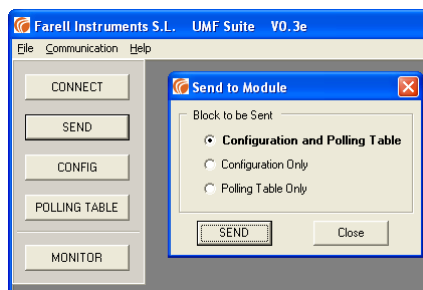 Farell Instruments S.L. UMF Suite V0.3e
File Communication Help
CONNECT
SEND
CONFIG
POLLING TABLE
MONITOR
Send to Module
Block to be Sent
Configuration and Polling Table
Configuration Only
Polling Table Only
SEND Close